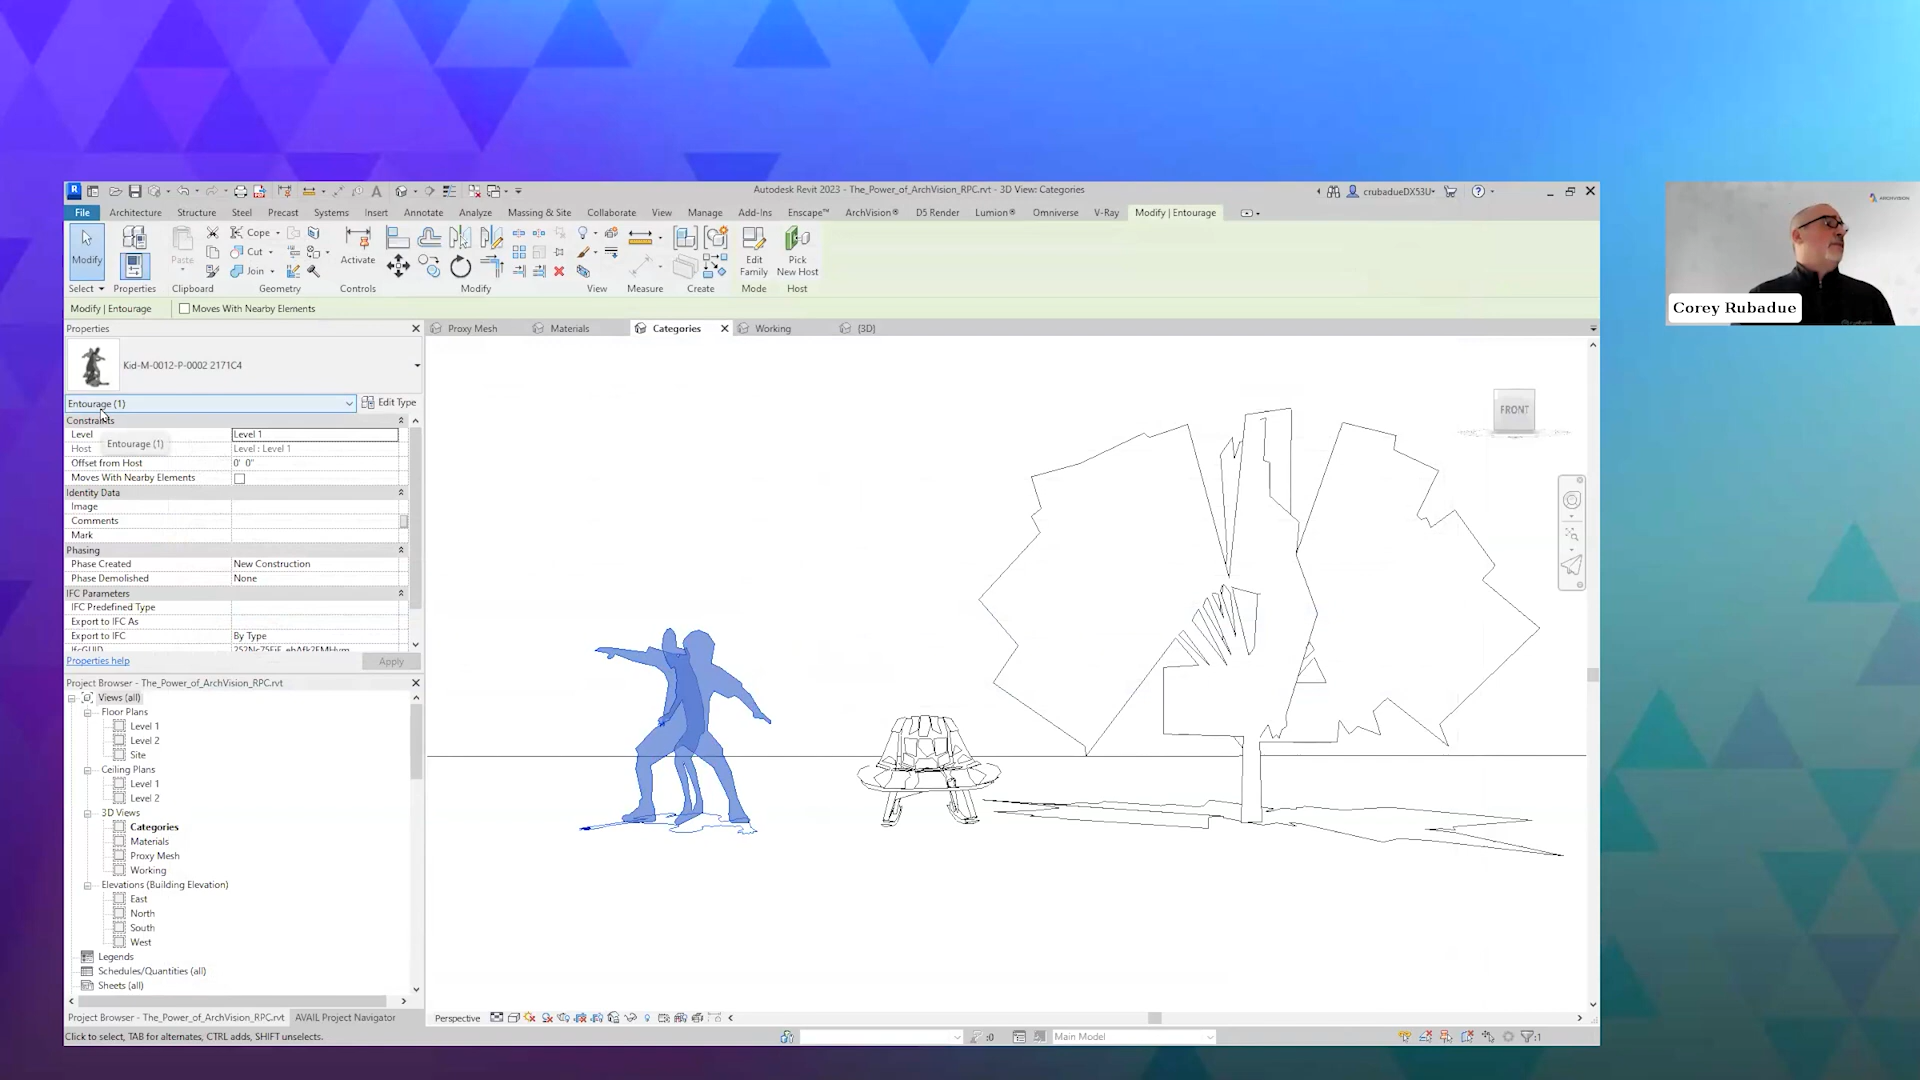 Autodesk Revit 2023 - The_Power_of_ArchVision_RPC.rvt - 3D View: Categories
crubadueDX53U
File Architecture Structure Steel Precast Systems Insert Annotate Analyze Massing & Site Collaborate View Manage Add-Ins Enscape™ ArchVision® D5 Render Lumion® Omniverse V-Ray Modify | Entourage
Modify Paste Cope Cut Join Activate Edit Family Pick New Host
Select Properties Clipboard Geometry Controls Modify View Measure Create Mode Host
Modify | Entourage Moves With Nearby Elements
Properties
Proxy Mesh Materials Categories Working {3D}
Kid-M-0012-P-0002 2171C4
Entourage (1) Edit Type
Constraints
Level Level 1
Entourage (1)
Host Level : Level 1
Offset from Host 0' 0"
Moves With Nearby Elements
Identity Data
Image
Comments
Mark
Phasing
Phase Created New Construction
Phase Demolished None
IFC Parameters
IFC Predefined Type
Export to IFC As
Export to IFC By Type
Properties help Apply
Project Browser - The_Power_of_ArchVision_RPC.rvt
Views (all)
Floor Plans
Level 1
Level 2
Site
Ceiling Plans
Level 1
Level 2
3D Views
Categories
Materials
Proxy Mesh
Working
Elevations (Building Elevation)
East
North
South
West
Legends
Schedules/Quantities (all)
Sheets (all)
Project Browser - The_Power_of_ArchVision_RPC.rvt AVAIL Project Navigator
Perspective
Click to select, TAB for alternates, CTRL adds, SHIFT unselects.
:0 Main Model :1
FRONT
ARCHVISION
Corey Rubadue